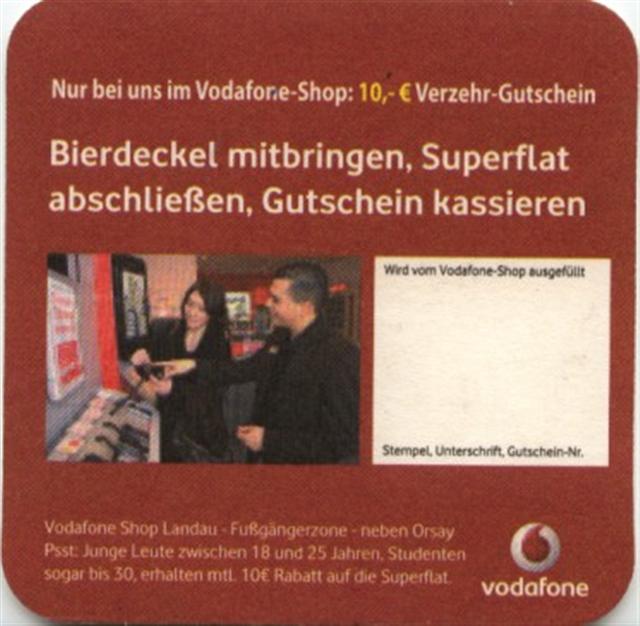 Nur bei uns im Vodafone-Shop: 10,- € Verzehr-Gutschein
Bierdeckel mitbringen, Superflat
abschließen, Gutschein kassieren
Wird vom Vodafone-Shop ausgefüllt
Stempel, Unterschrift, Gutschein-Nr.
Vodafone Shop Landau - Fußgängerzone - neben Orsay
Psst: Junge Leute zwischen 18 und 25 Jahren, Studenten
sogar bis 30, erhalten mtl. 10€ Rabatt auf die Superflat.
vodafone